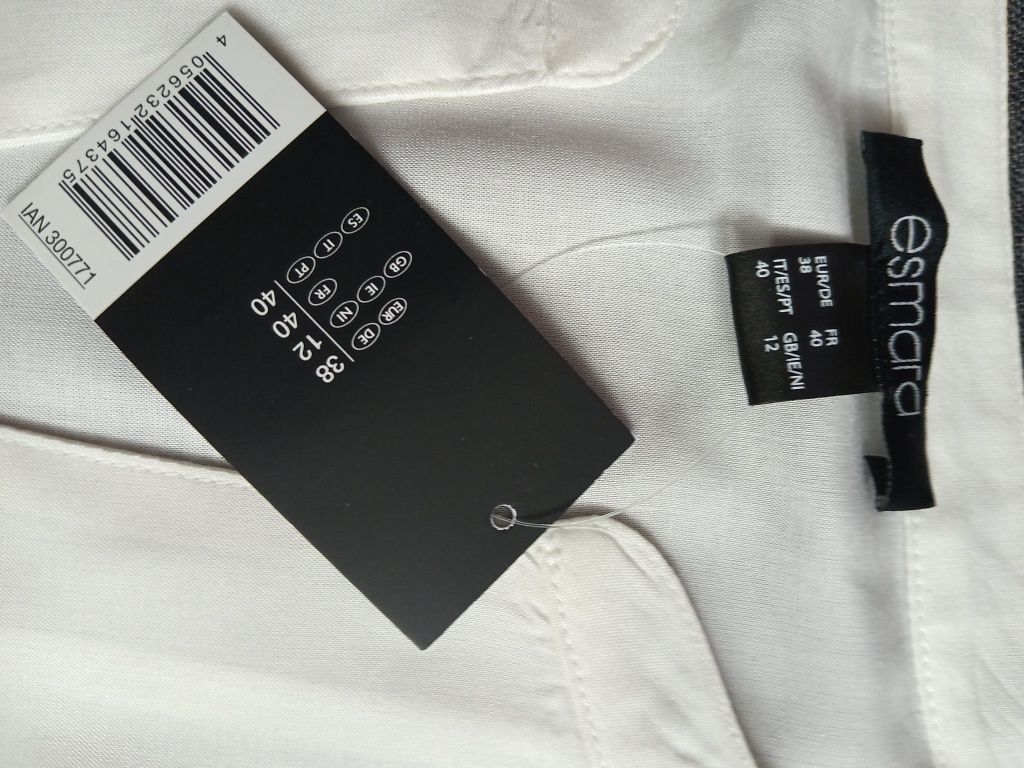 4 056232 164375
IAN 300771
EUR DE 38
GB IE NI 12
FR 40
ES IT PT 40
esmara
EUR/DE FR
38 40
IT/ES/PT GB/IE/NI
40 12